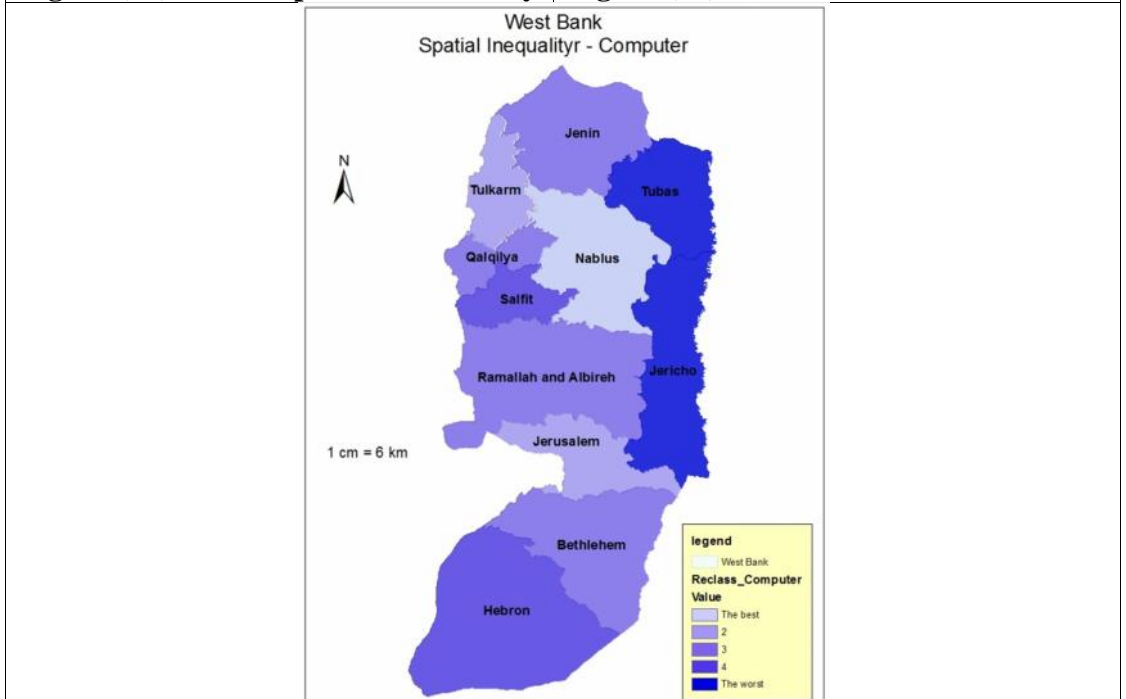 West Bank
Spatial Inequalityr - Computer
Jenin
N
Tulkarm
Tubas
Qalqilya
Nablus
Salfit
Jericho
Ramallah and Albireh
Jerusalem
1 cm = 6 km
Bethlehem
Hebron
legend
West Bank
Reclass_Computer
Value
The best
2
3
4
The worst